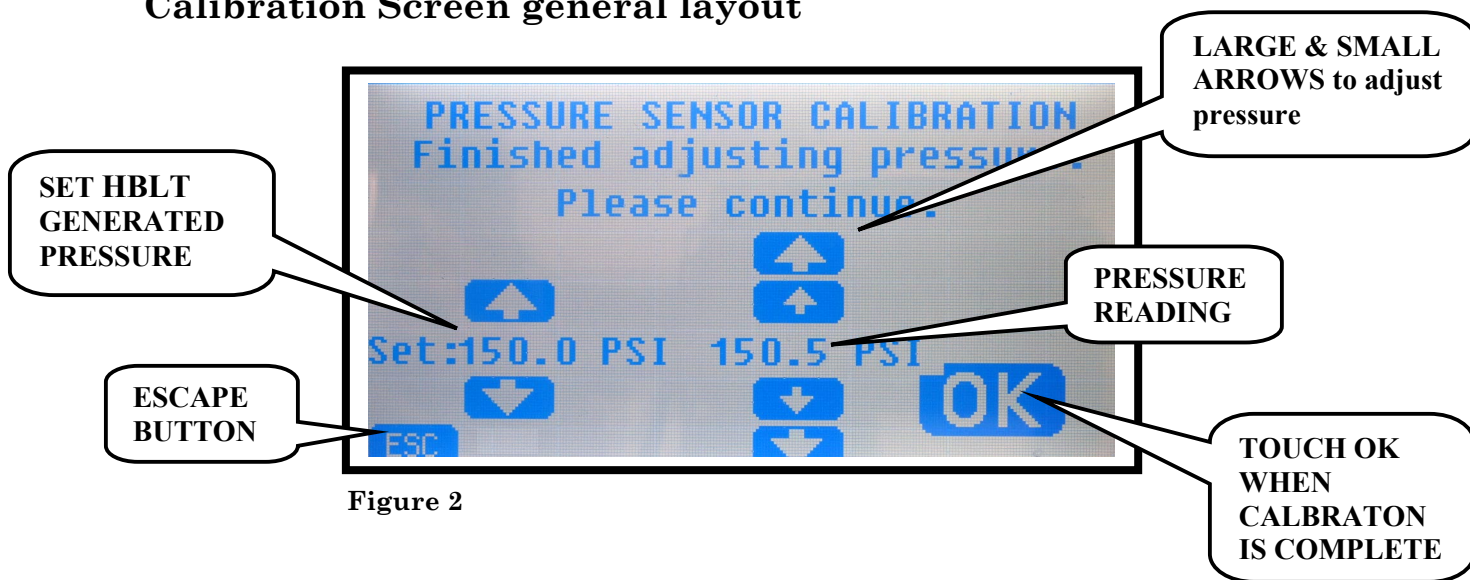 Calibration Screen general layout
LARGE & SMALL
ARROWS to adjust
pressure
PRESSURE SENSOR CALIBRATION
Finished adjusting
Please continue.
SET HBLT
GENERATED
PRESSURE
PRESSURE
READING
Set:150.0 PSI 150.5 PSI
OK
ESCAPE
BUTTON
ESC
TOUCH OK
WHEN
CALBRATON
IS COMPLETE
Figure 2